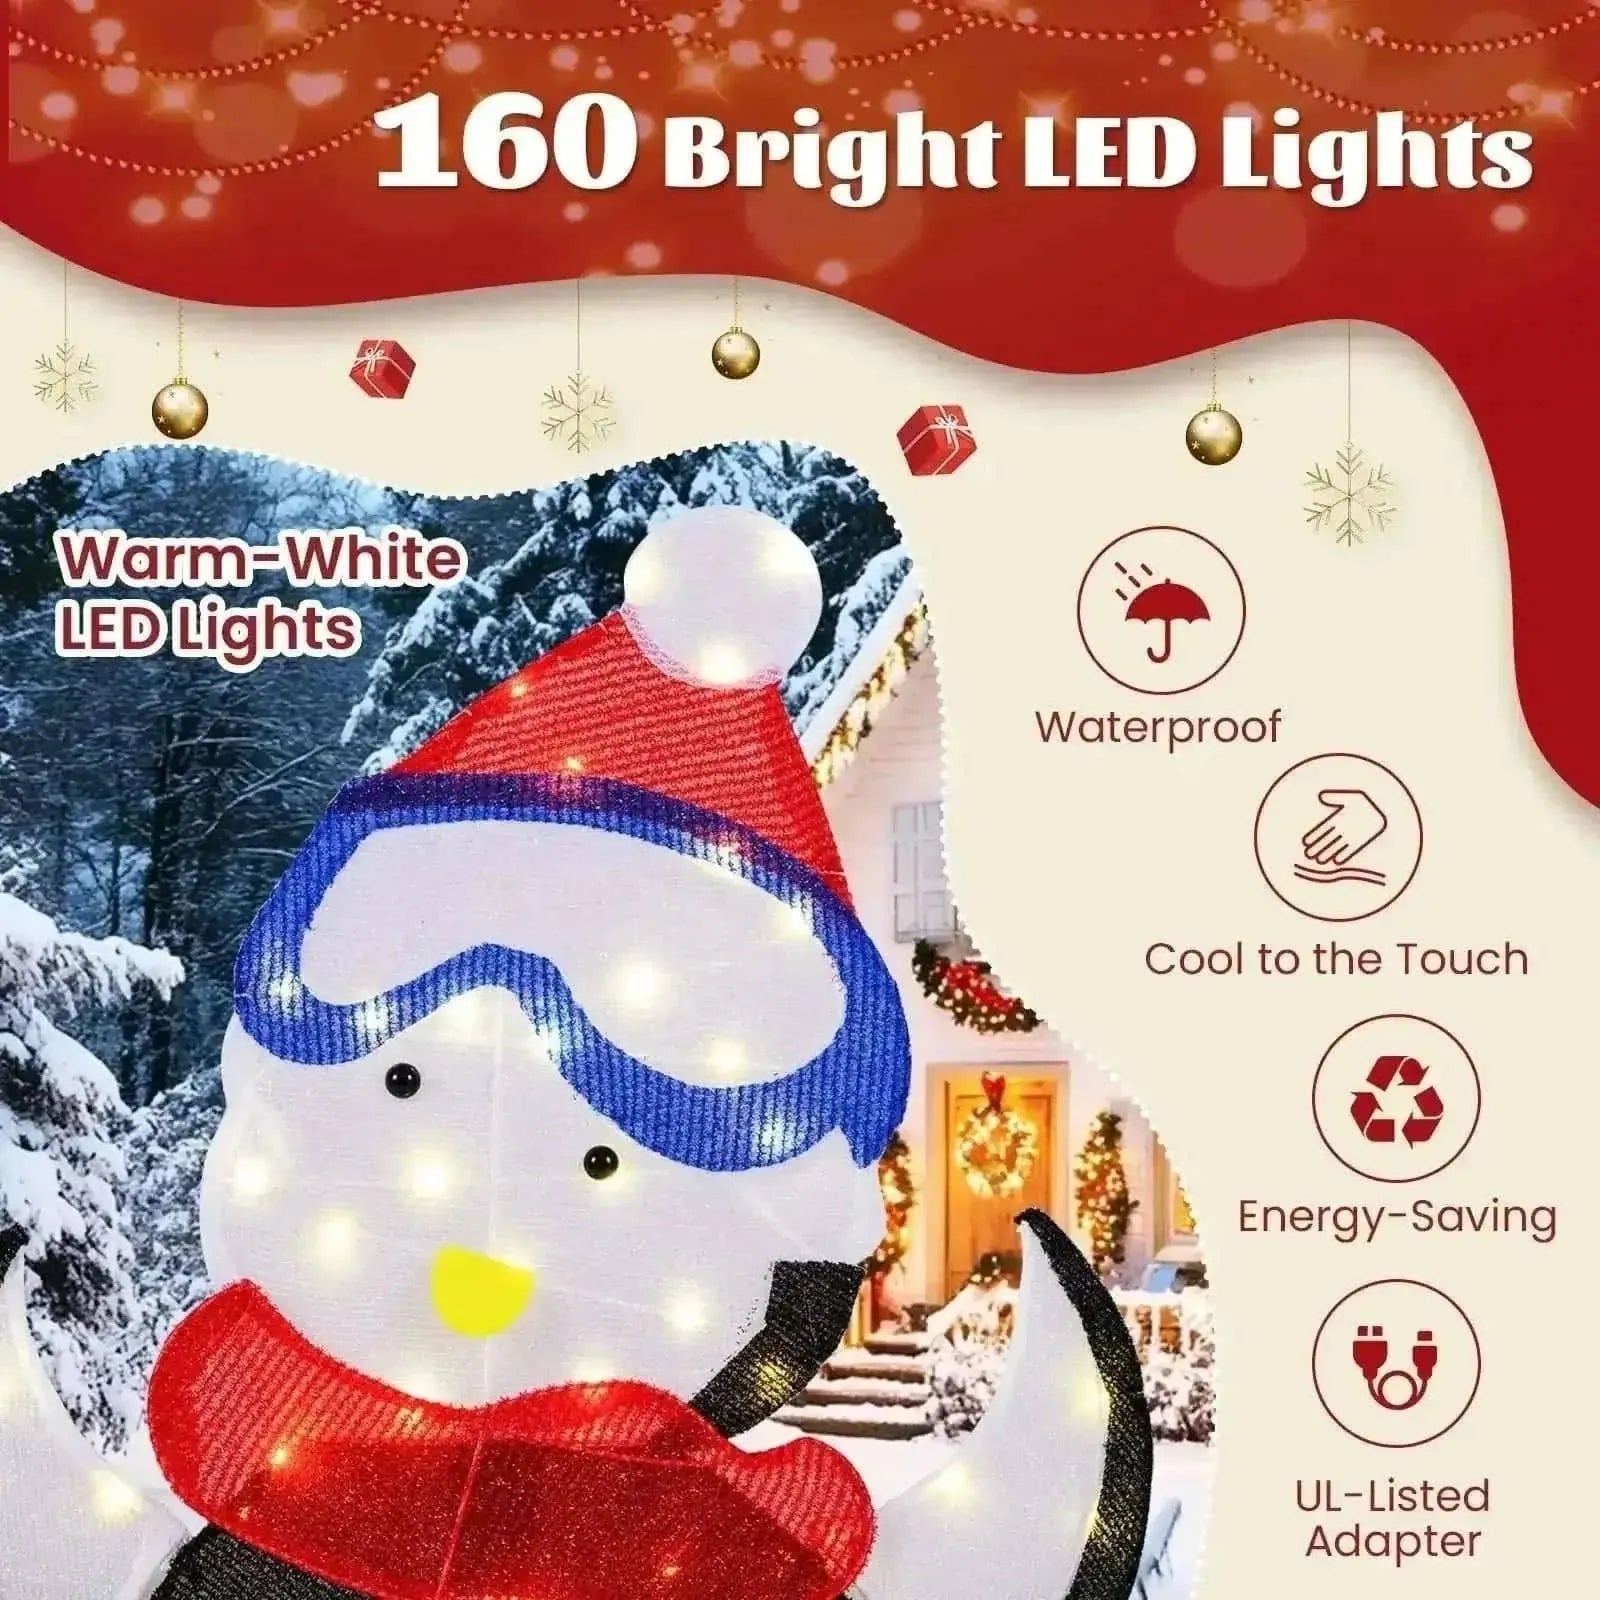 160 Bright LED Lights
Warm-White
LED Lights
Waterproof
Cool to the Touch
Energy-Saving
UL-Listed
Adapter